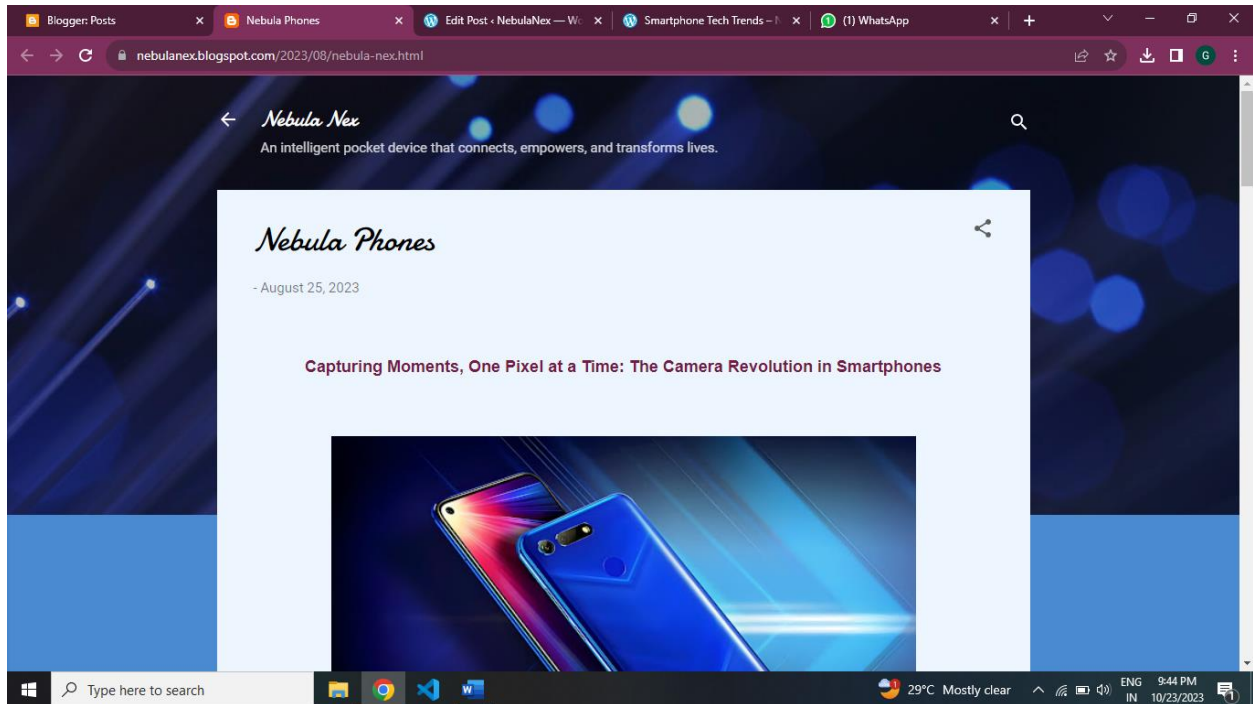 Blogger: Posts
Nebula Phones
Edit Post ‹ NebulaNex — Wo
Smartphone Tech Trends – N
(1) WhatsApp
nebulanex.blogspot.com/2023/08/nebula-nex.html
G
Nebula Nex
An intelligent pocket device that connects, empowers, and transforms lives.
Nebula Phones
- August 25, 2023
Capturing Moments, One Pixel at a Time: The Camera Revolution in Smartphones
Type here to search
29°C Mostly clear
ENG
IN
9:44 PM
10/23/2023
1